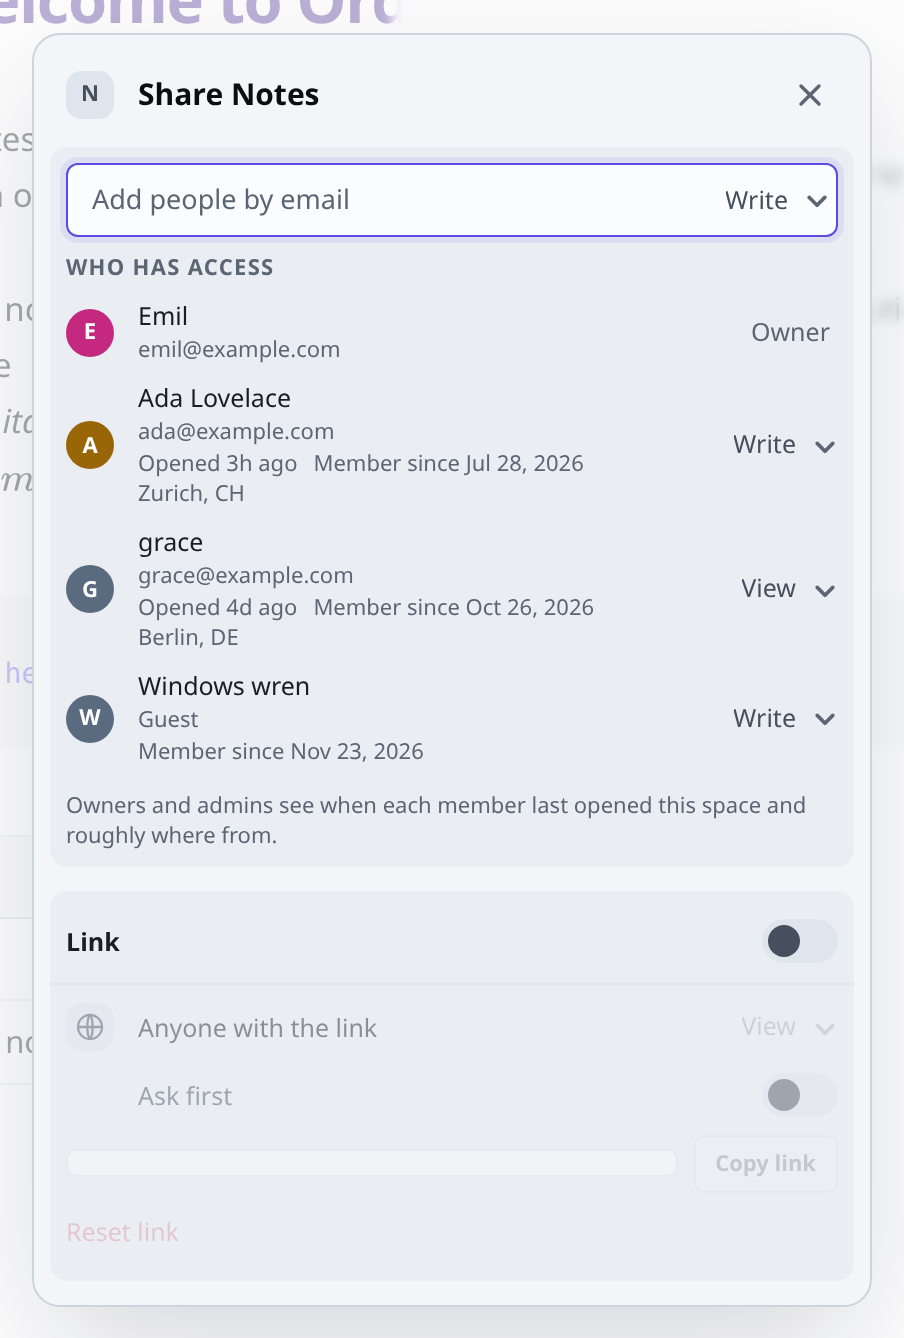 elcome to Ord
N
Share Notes
Add people by email
Write
WHO HAS ACCESS
E
Emil
emil@example.com
Owner
A
Ada Lovelace
ada@example.com
Opened 3h ago Member since Jul 28, 2026
Zurich, CH
Write
G
grace
grace@example.com
Opened 4d ago Member since Oct 26, 2026
Berlin, DE
View
W
Windows wren
Guest
Member since Nov 23, 2026
Write
Owners and admins see when each member last opened this space and
roughly where from.
Link
Anyone with the link
View
Ask first
Copy link
Reset link